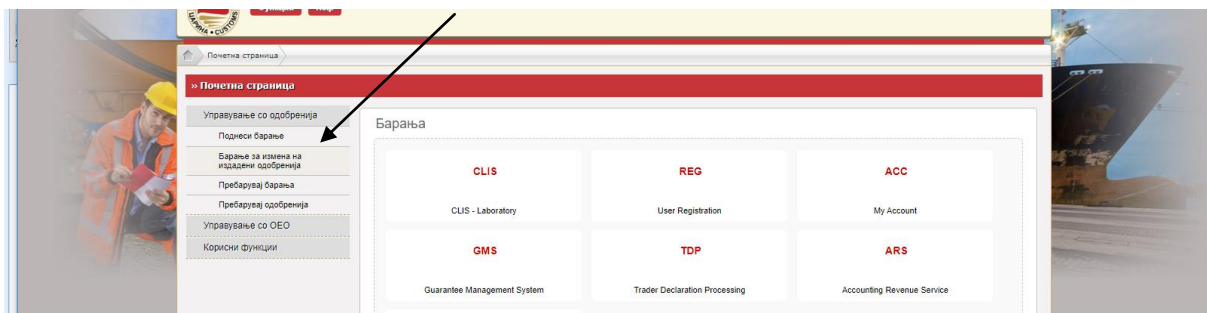 ЦАРИНА • CUSTOMS
Почетна страница
» Почетна страница
Управување со одобренија
Поднеси барање
Барање за измена на
издадени одобренија
Пребарувај барања
Пребарувај одобренија
Управување со ОЕО
Корисни функции
Барања
CLIS
REG
ACC
CLIS - Laboratory
User Registration
My Account
GMS
TDP
ARS
Guarantee Management System
Trader Declaration Processing
Accounting Revenue Service